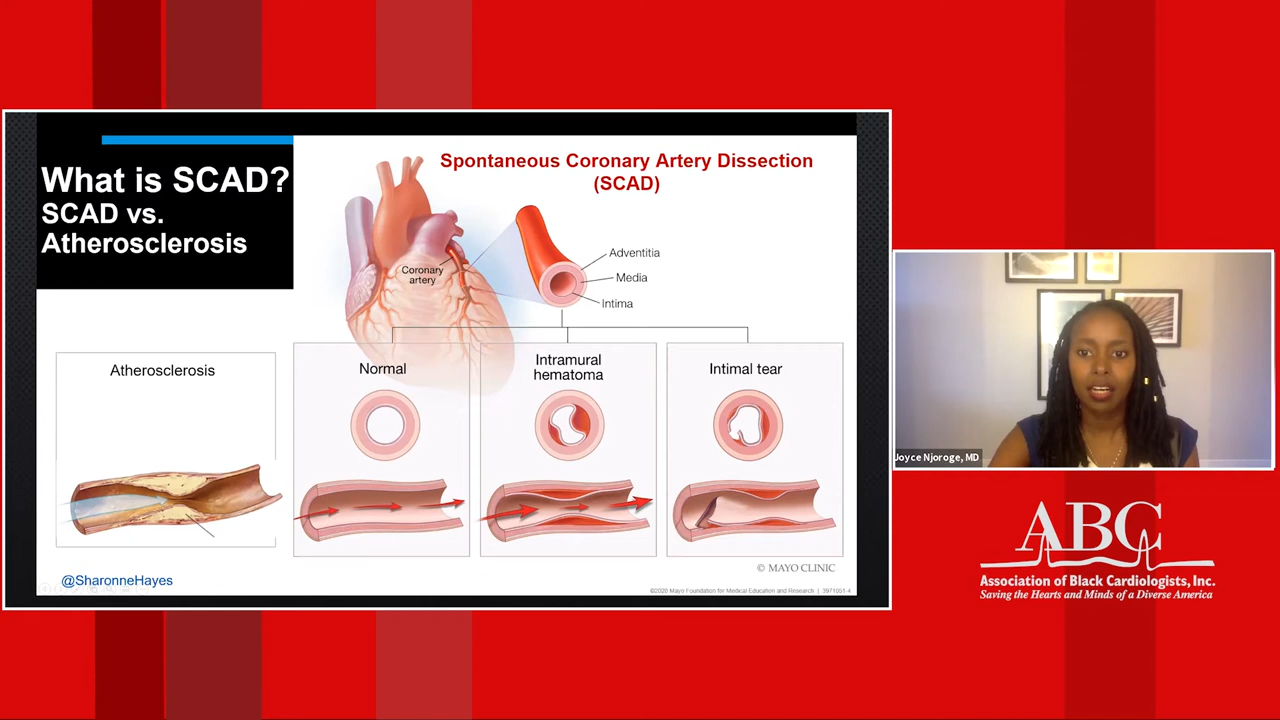 What is SCAD?
SCAD vs.
Atherosclerosis
Spontaneous Coronary Artery Dissection
(SCAD)
Coronary
artery
Adventitia
Media
Intima
Atherosclerosis
Normal
Intramural
hematoma
Intimal tear
© MAYO CLINIC
@SharonneHayes
©2020 Mayo Foundation for Medical Education and Research | 3971051-4
Joyce Njoroge, MD
ABC
Association of Black Cardiologists, Inc.
Saving the Hearts and Minds of a Diverse America